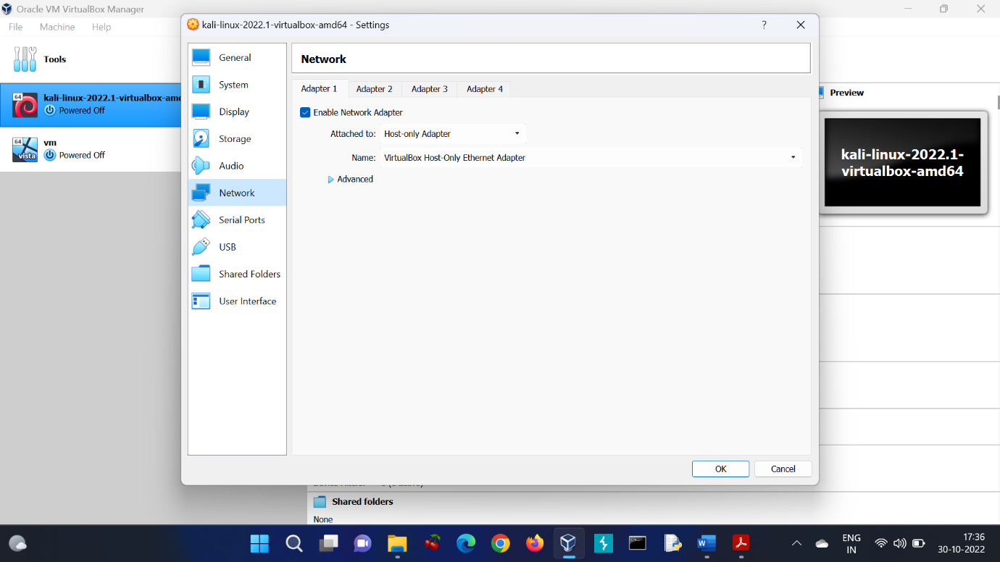 Oracle VM VirtualBox Manager
File Machine Help
Tools
64
kali-linux-2022.1-virtualbox-amd
Powered Off
64
vista
vm
Powered Off
kali-linux-2022.1-virtualbox-amd64 - Settings
?
General
System
Display
Storage
Audio
Network
Serial Ports
USB
Shared Folders
User Interface
Network
Adapter 1 Adapter 2 Adapter 3 Adapter 4
Enable Network Adapter
Attached to: Host-only Adapter
Name: VirtualBox Host-Only Ethernet Adapter
Advanced
OK Cancel
Preview
kali-linux-2022.1-
virtualbox-amd64
Shared folders
None
ENG
IN
17:36
30-10-2022